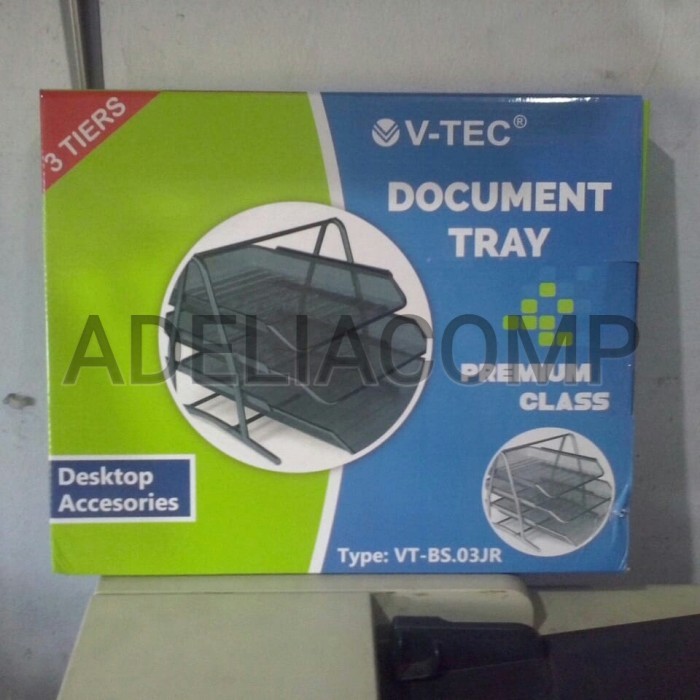 3 TIERS
V-TEC®
DOCUMENT
TRAY
ADELIACOMP
PREMIUM
CLASS
Desktop
Accesories
Type: VT-BS.03JR